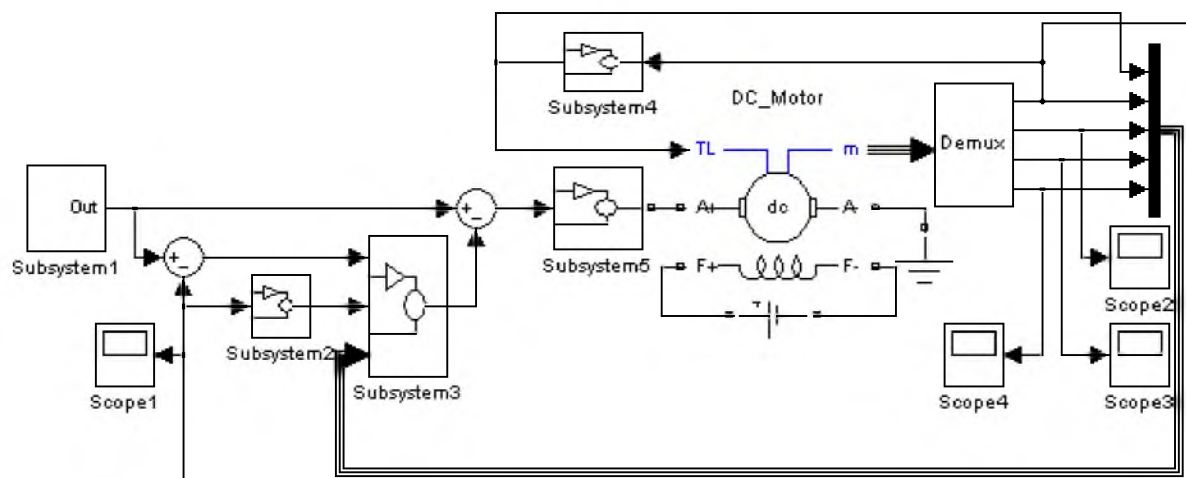 Subsystem4
DC_Motor
TL
m
Demux
Out
Subsystem1
A+
dc
A-
Subsystem5
F+
F-
Subsystem2
Subsystem3
Scope1
Scope2
Scope4
Scope3